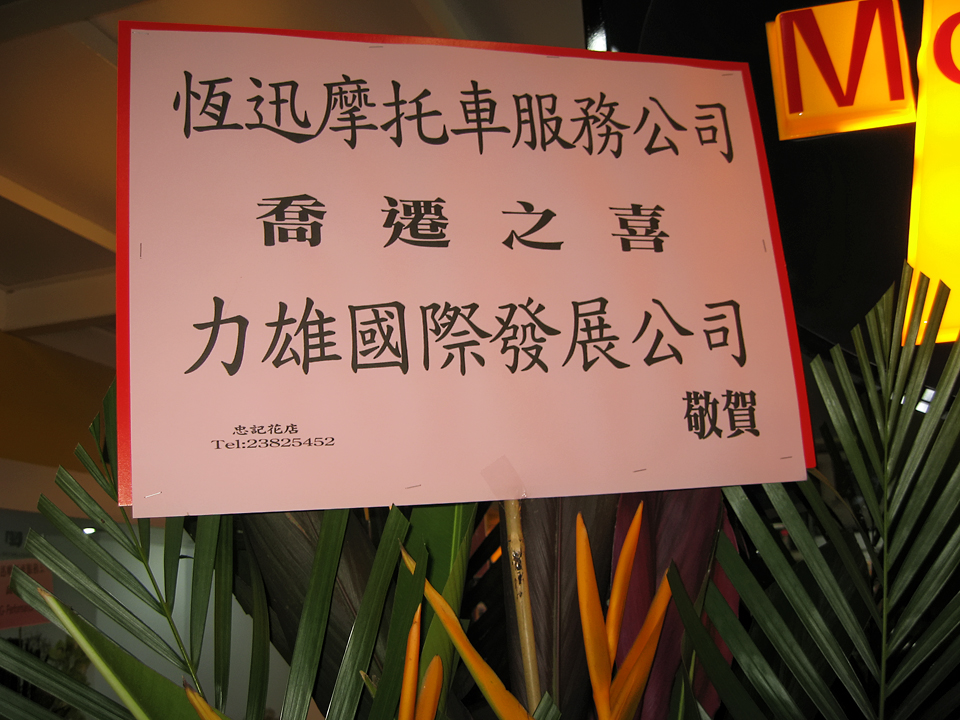 恆迅摩托車服務公司
喬遷之喜
力雄國際發展公司
敬賀
忠記花店
Tel:23825452
M